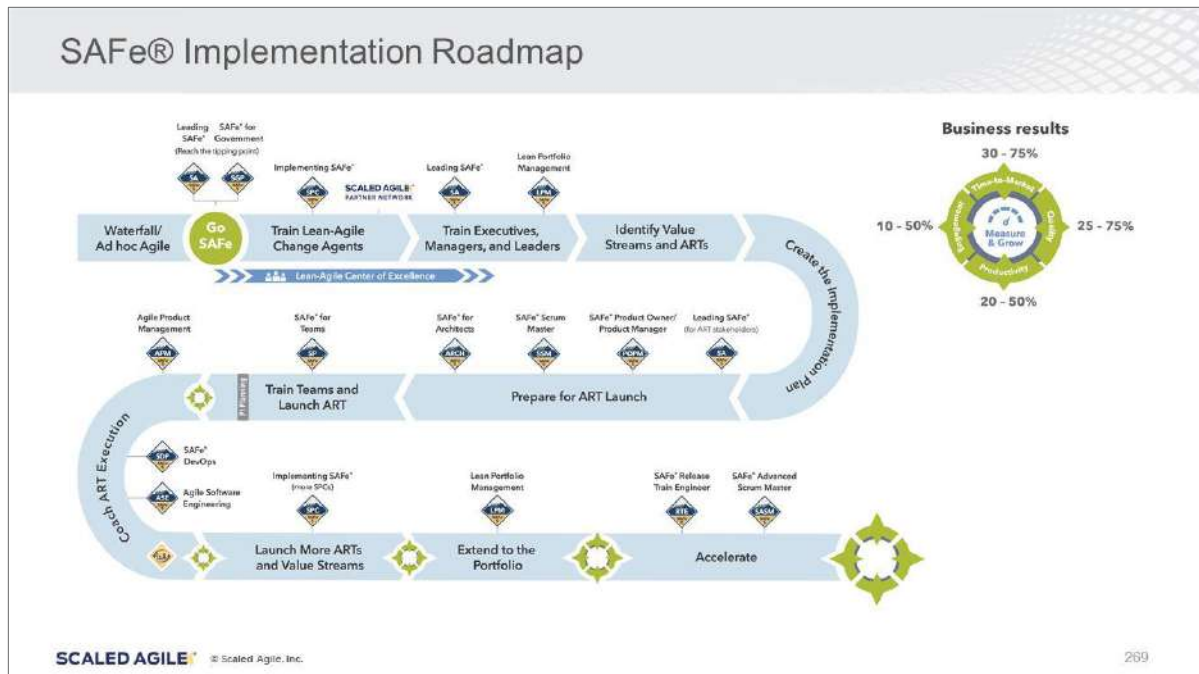 SAFe® Implementation Roadmap
Leading SAFe®
SAFe® for Government
(Reach the tipping point)
SA
SGP
Implementing SAFe®
SPC
SCALED AGILE
PARTNER NETWORK
Leading SAFe®
SA
Lean Portfolio
Management
LPM
Waterfall/
Ad hoc Agile
Go
SAFe
Train Lean-Agile
Change Agents
Train Executives,
Managers, and Leaders
Identify Value
Streams and ARTs
Lean-Agile Center of Excellence
Create the Implementation Plan
Business results
30 - 75%
Time-to-Market
10 - 50%
Engagement
Measure
& Grow
Quality
25 - 75%
Productivity
20 - 50%
Agile Product
Management
APM
SAFe® for
Teams
SP
SAFe® for
Architects
ARCH
SAFe® Scrum
Master
SSM
SAFe® Product Owner/
Product Manager
POPM
Leading SAFe®
(for ART stakeholders)
SA
PI Planning
Train Teams and
Launch ART
Prepare for ART Launch
Coach ART Execution
SDP
SAFe®
DevOps
ASE
Agile Software
Engineering
Implementing SAFe®
(more SPCs)
SPC
Lean Portfolio
Management
LPM
SAFe® Release
Train Engineer
RTE
SAFe® Advanced
Scrum Master
SASM
Launch More ARTs
and Value Streams
Extend to the
Portfolio
Accelerate
SCALED AGILE
© Scaled Agile, Inc.
269